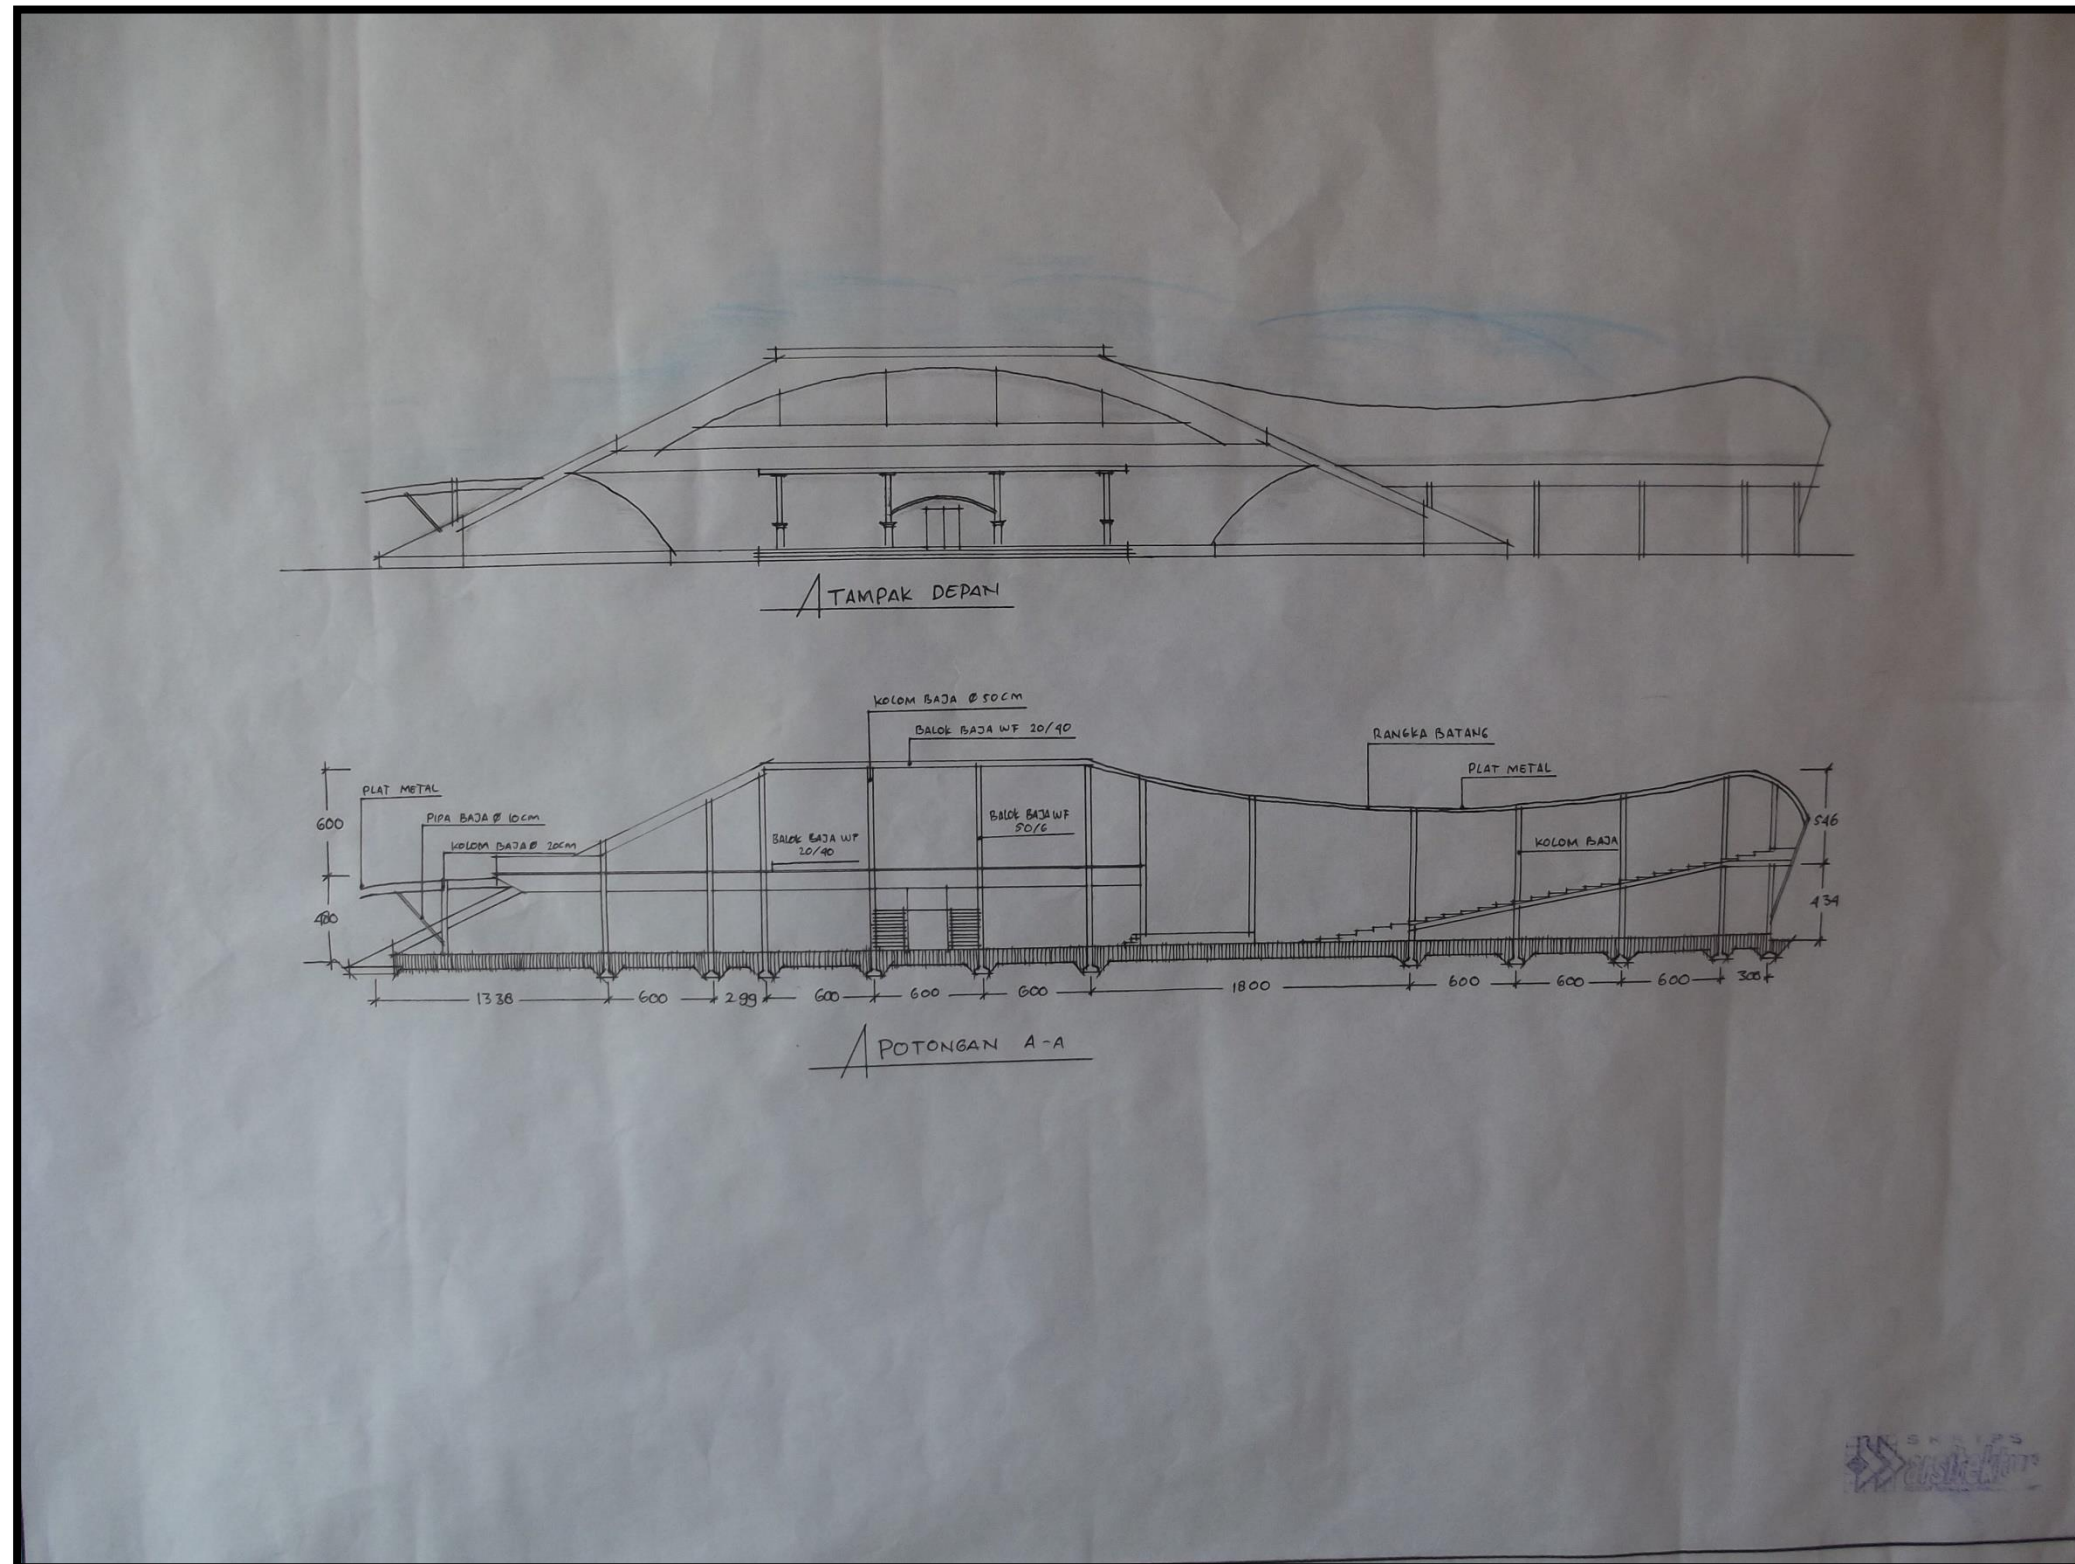 TAMPAK DEPAN
KOLOM BAJA Ø 50CM
BALOK BAJA WF 20/40
RANGKA BATANG
PLAT METAL
PLAT METAL
PIPA BAJA Ø 10CM
KOLOM BAJA Ø 20CM
BALOK BAJA WF
20/40
BALOK BAJA WF
50/6
KOLOM BAJA
600
480
546
434
1338
600
299
600
600
600
1800
600
600
600
300
POTONGAN A-A
SKRIPS
arsitektur